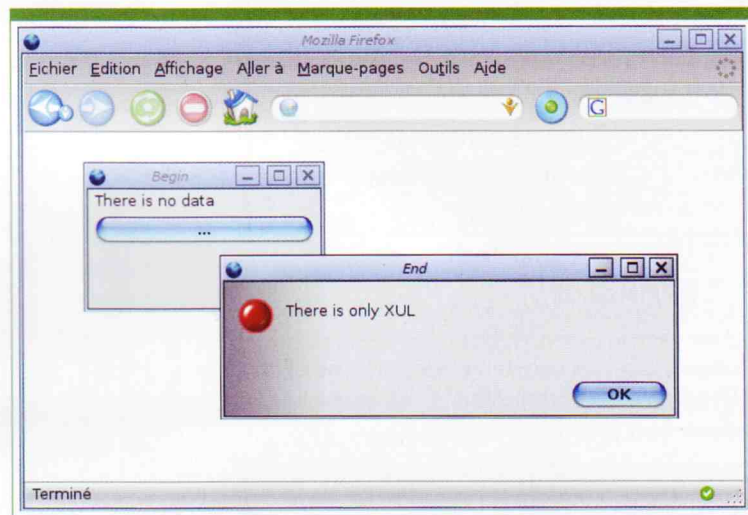 Mozilla Firefox
Fichier Edition Affichage Aller à Marque-pages Outils Aide
G
Begin
There is no data
...
End
There is only XUL
OK
Terminé